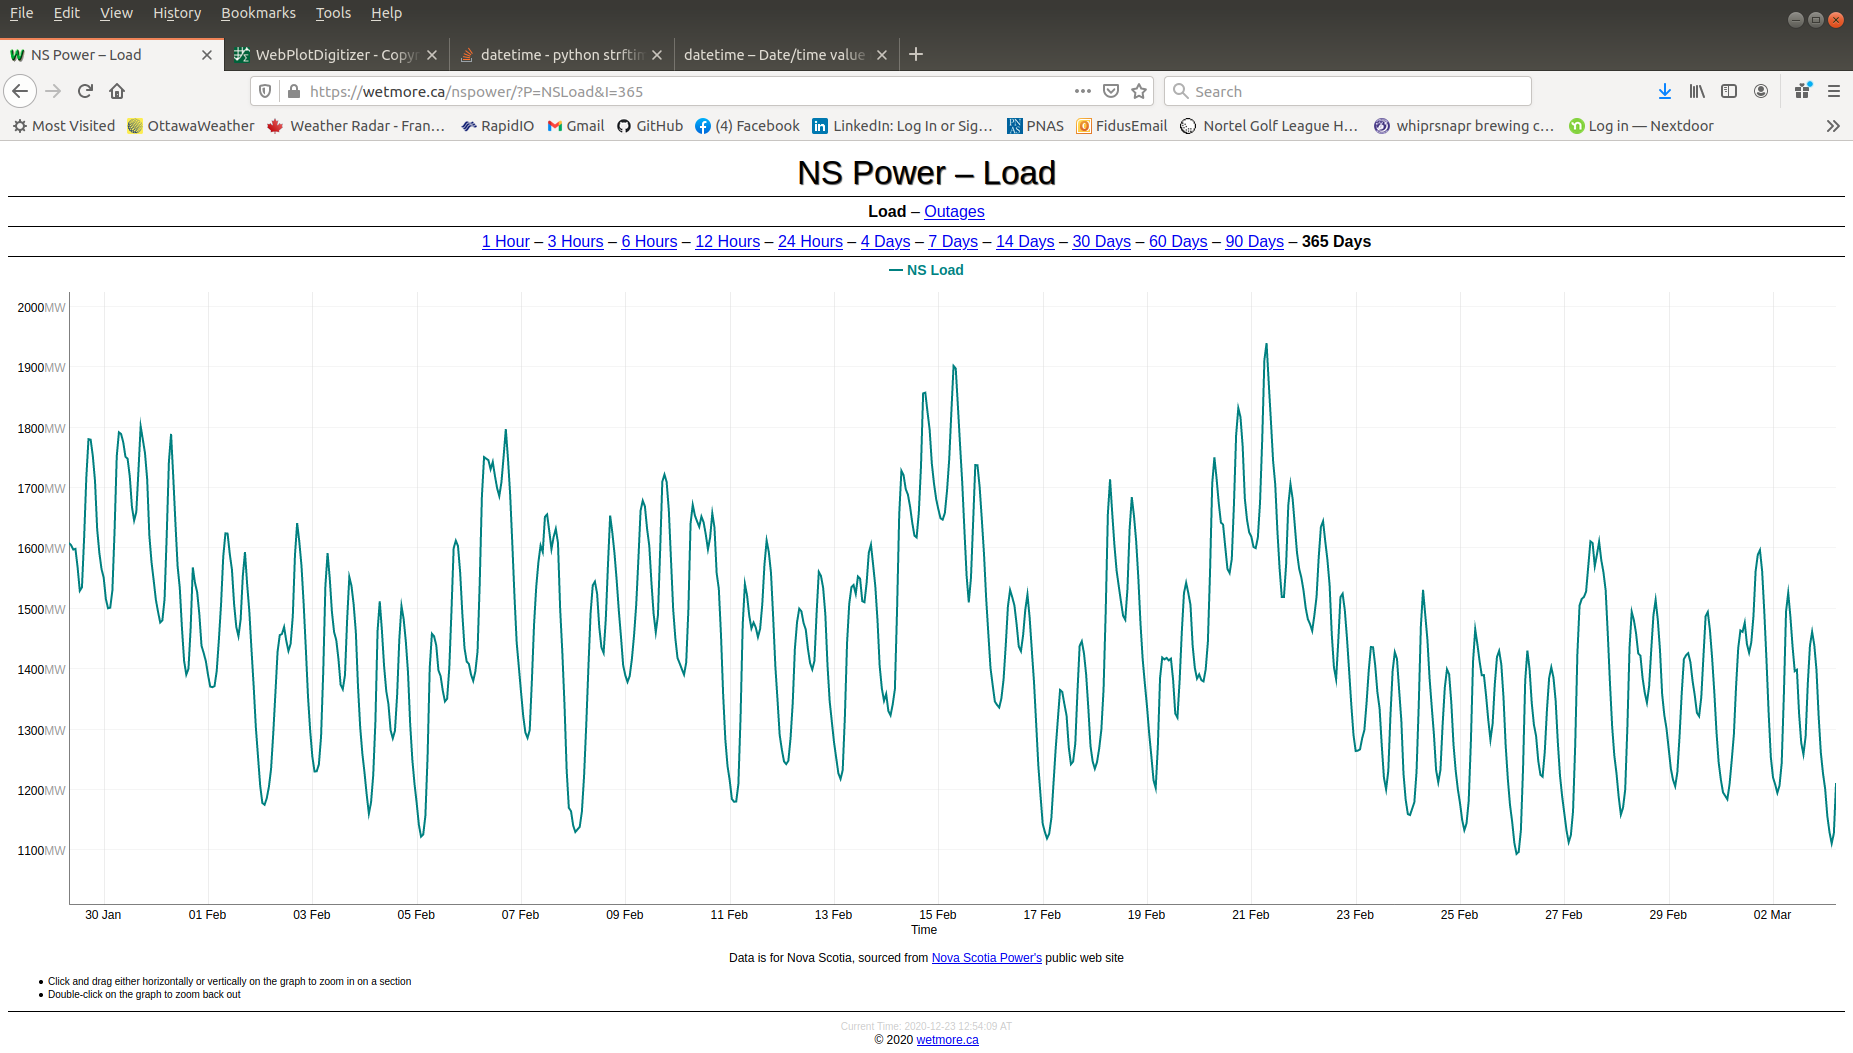 File Edit View History Bookmarks Tools Help
NS Power – Load WebPlotDigitizer - Copyr datetime - python strftim datetime – Date/time value
https://wetmore.ca/nspower/?P=NSLoad&I=365 Search
Most Visited OttawaWeather Weather Radar - Fran… RapidIO Gmail GitHub (4) Facebook LinkedIn: Log In or Sig… PNAS FidusEmail Nortel Golf League H… whiprsnapr brewing c… Log in — Nextdoor
NS Power – Load
Load – Outages
1 Hour – 3 Hours – 6 Hours – 12 Hours – 24 Hours – 4 Days – 7 Days – 14 Days – 30 Days – 60 Days – 90 Days – 365 Days
NS Load
2000MW
1900MW
1800MW
1700MW
1600MW
1500MW
1400MW
1300MW
1200MW
1100MW
30 Jan 01 Feb 03 Feb 05 Feb 07 Feb 09 Feb 11 Feb 13 Feb 15 Feb 17 Feb 19 Feb 21 Feb 23 Feb 25 Feb 27 Feb 29 Feb 02 Mar
Time
Data is for Nova Scotia, sourced from Nova Scotia Power's public web site
Click and drag either horizontally or vertically on the graph to zoom in on a section
Double-click on the graph to zoom back out
Current Time: 2020-12-23 12:54:09 AT
© 2020 wetmore.ca